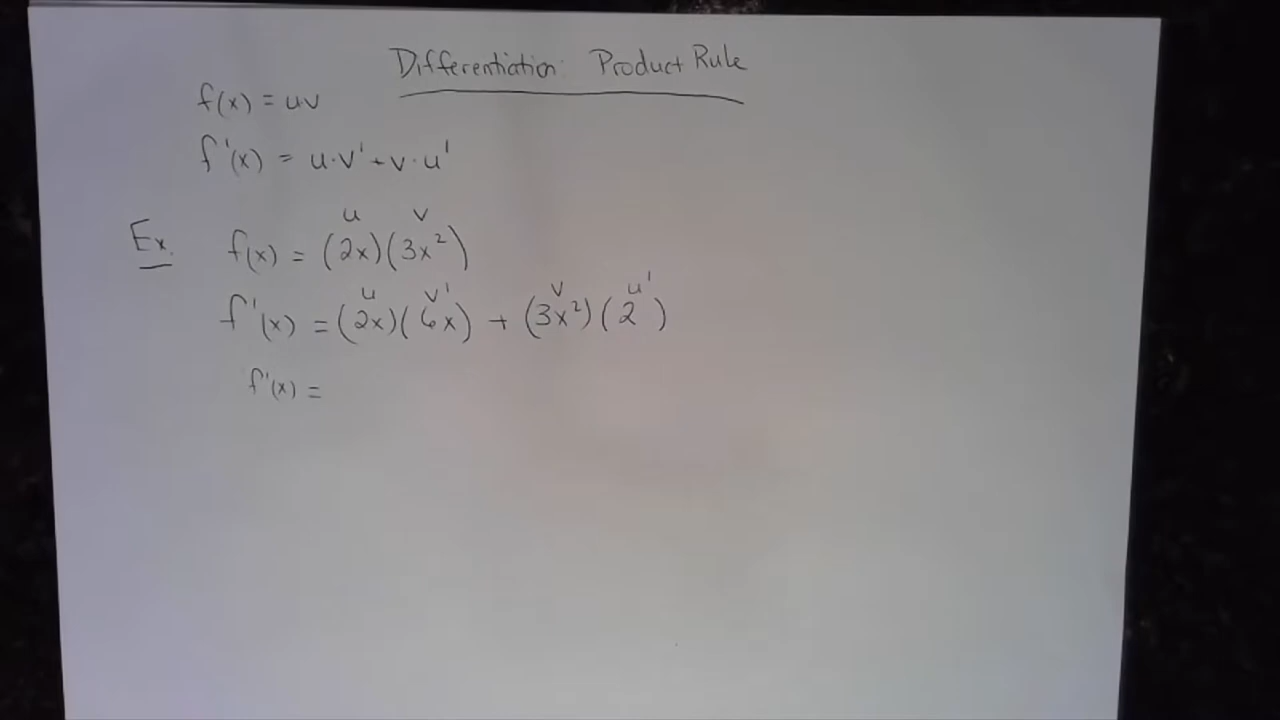 Differentiation: Product Rule
f(x) = uv
f'(x) = u·v' + v·u'
u v
Ex. f(x) = (2x)(3x²)
u v' v u'
f'(x) = (2x)(6x) + (3x²)(2)
f'(x) =